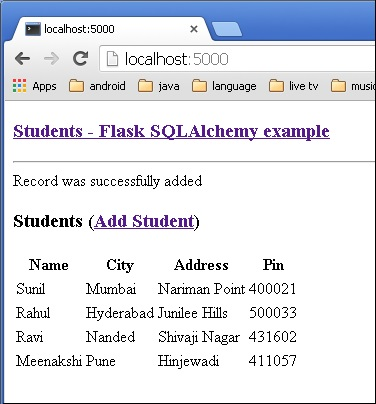 localhost:5000
localhost:5000
Apps android java language live tv music
Students - Flask SQLAlchemy example
Record was successfully added
Students (Add Student)
Name City Address Pin
Sunil Mumbai Nariman Point 400021
Rahul Hyderabad Junilee Hills 500033
Ravi Nanded Shivaji Nagar 431602
Meenakshi Pune Hinjewadi 411057